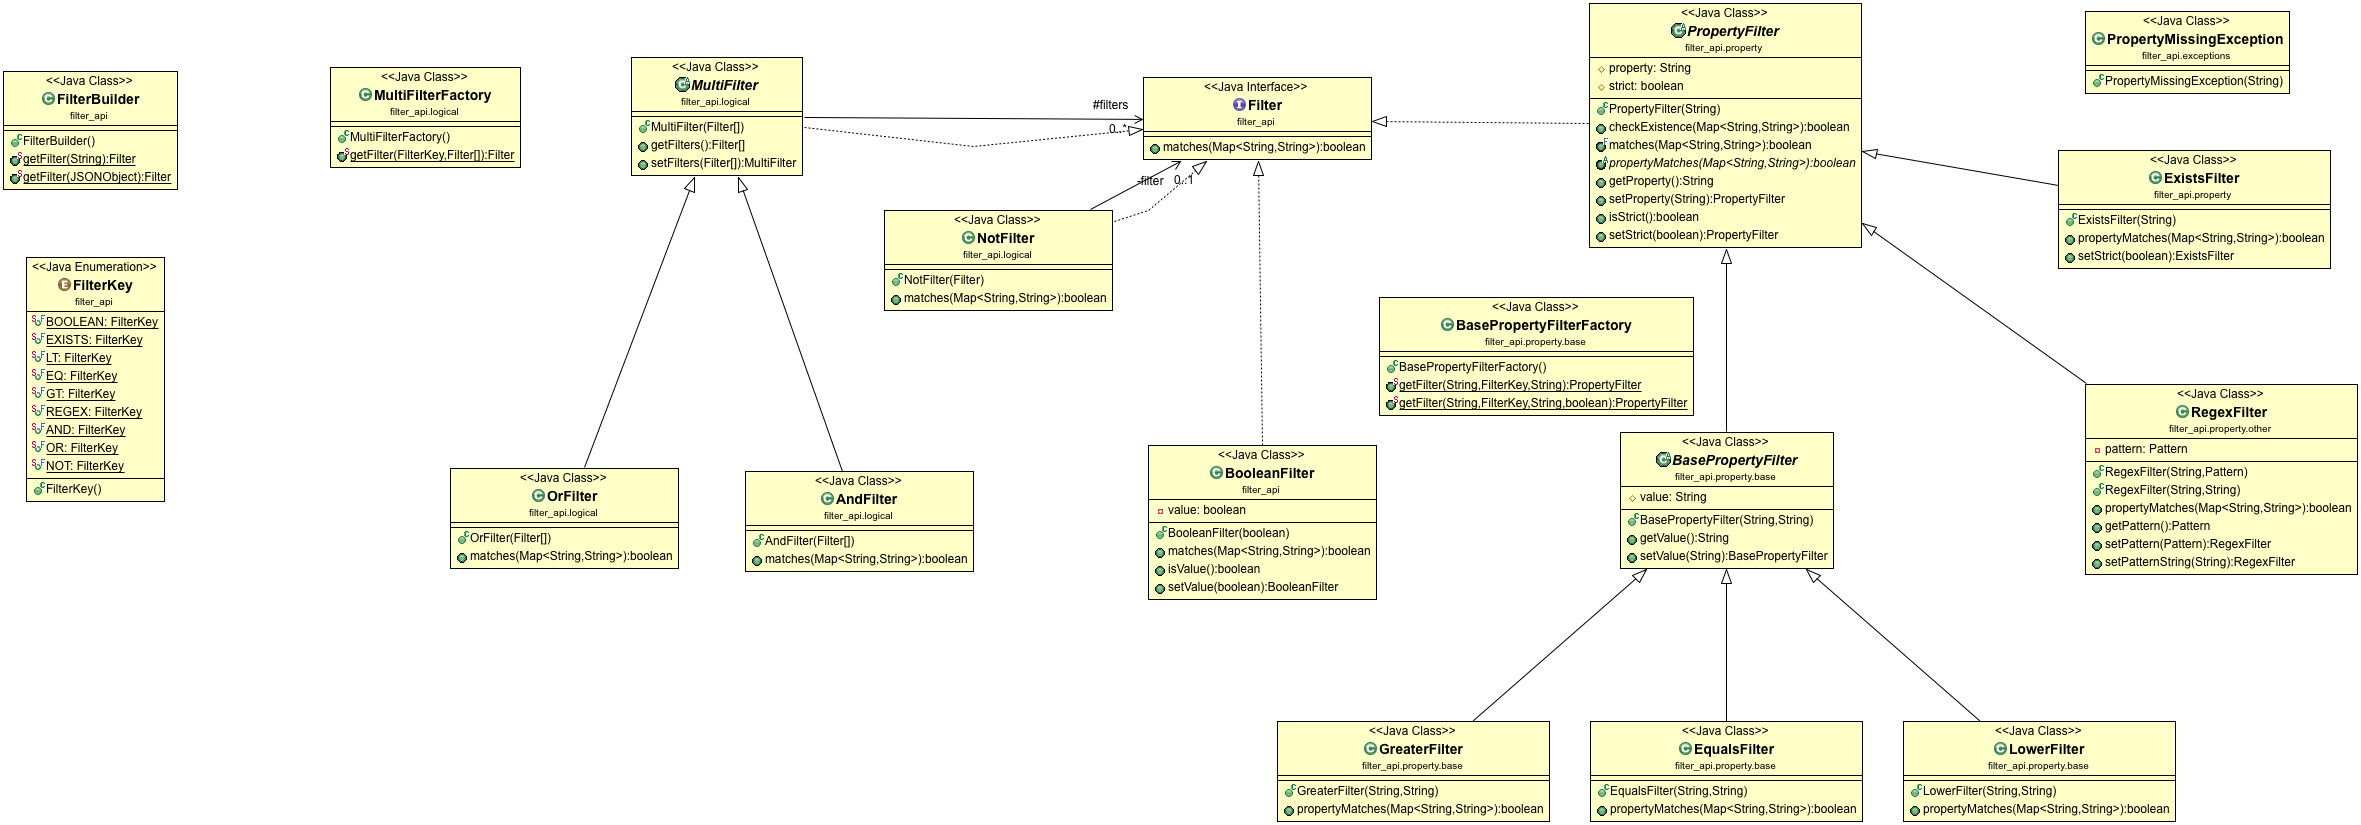 <<Java Class>>
FilterBuilder
filter_api
FilterBuilder()
getFilter(String):Filter
getFilter(JSONObject):Filter
<<Java Class>>
MultiFilterFactory
filter_api.logical
MultiFilterFactory()
getFilter(FilterKey,Filter[]):Filter
<<Java Class>>
MultiFilter
filter_api.logical
MultiFilter(Filter[])
getFilters():Filter[]
setFilters(Filter[]):MultiFilter
#filters
0..*
<<Java Interface>>
Filter
filter_api
matches(Map<String,String>):boolean
<<Java Class>>
PropertyFilter
filter_api.property
property: String
strict: boolean
PropertyFilter(String)
checkExistence(Map<String,String>):boolean
matches(Map<String,String>):boolean
propertyMatches(Map<String,String>):boolean
getProperty():String
setProperty(String):PropertyFilter
isStrict():boolean
setStrict(boolean):PropertyFilter
<<Java Class>>
PropertyMissingException
filter_api.exceptions
PropertyMissingException(String)
<<Java Class>>
ExistsFilter
filter_api.property
ExistsFilter(String)
propertyMatches(Map<String,String>):boolean
setStrict(boolean):ExistsFilter
-filter 0..1
<<Java Class>>
NotFilter
filter_api.logical
NotFilter(Filter)
matches(Map<String,String>):boolean
<<Java Enumeration>>
FilterKey
filter_api
BOOLEAN: FilterKey
EXISTS: FilterKey
LT: FilterKey
EQ: FilterKey
GT: FilterKey
REGEX: FilterKey
AND: FilterKey
OR: FilterKey
NOT: FilterKey
FilterKey()
<<Java Class>>
BasePropertyFilterFactory
filter_api.property.base
BasePropertyFilterFactory()
getFilter(String,FilterKey,String):PropertyFilter
getFilter(String,FilterKey,String,boolean):PropertyFilter
<<Java Class>>
RegexFilter
filter_api.property.other
pattern: Pattern
RegexFilter(String,Pattern)
RegexFilter(String,String)
propertyMatches(Map<String,String>):boolean
getPattern():Pattern
setPattern(Pattern):RegexFilter
setPatternString(String):RegexFilter
<<Java Class>>
OrFilter
filter_api.logical
OrFilter(Filter[])
matches(Map<String,String>):boolean
<<Java Class>>
AndFilter
filter_api.logical
AndFilter(Filter[])
matches(Map<String,String>):boolean
<<Java Class>>
BooleanFilter
filter_api
value: boolean
BooleanFilter(boolean)
matches(Map<String,String>):boolean
isValue():boolean
setValue(boolean):BooleanFilter
<<Java Class>>
BasePropertyFilter
filter_api.property.base
value: String
BasePropertyFilter(String,String)
getValue():String
setValue(String):BasePropertyFilter
<<Java Class>>
GreaterFilter
filter_api.property.base
GreaterFilter(String,String)
propertyMatches(Map<String,String>):boolean
<<Java Class>>
EqualsFilter
filter_api.property.base
EqualsFilter(String,String)
propertyMatches(Map<String,String>):boolean
<<Java Class>>
LowerFilter
filter_api.property.base
LowerFilter(String,String)
propertyMatches(Map<String,String>):boolean